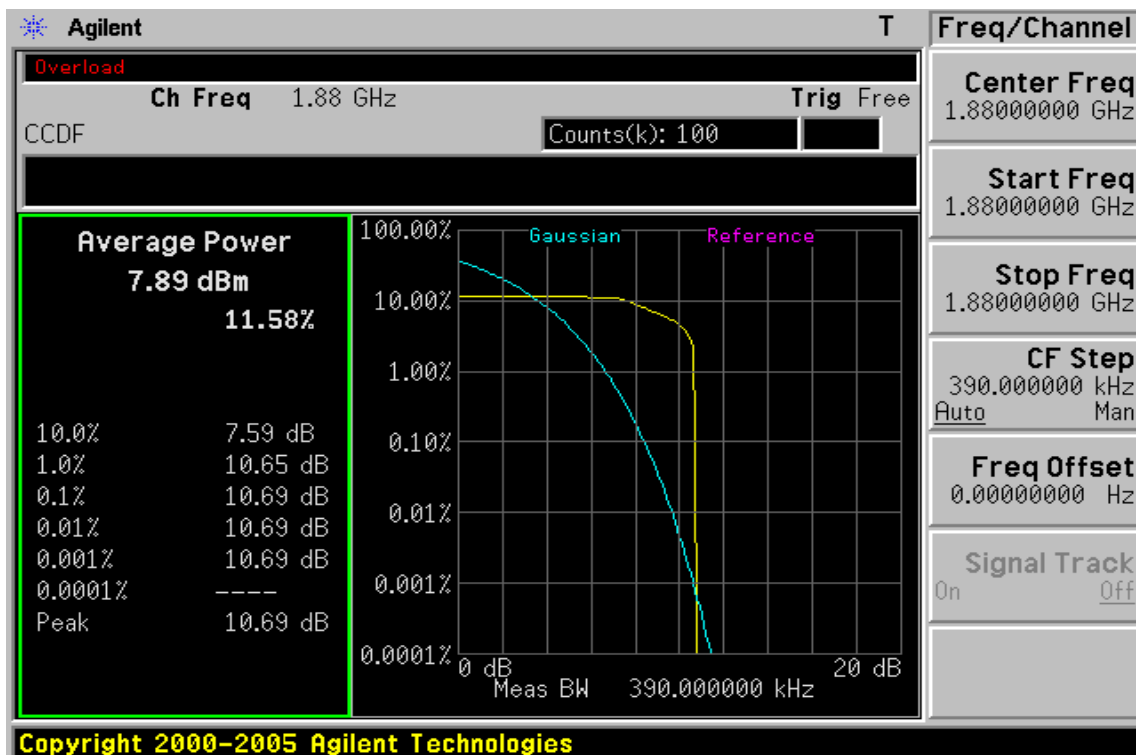 Agilent
T
Freq/Channel
Overload
Ch Freq 1.88 GHz
Trig Free
CCDF
Counts(k): 100
Average Power
7.89 dBm
11.58%
10.0% 7.59 dB
1.0% 10.65 dB
0.1% 10.69 dB
0.01% 10.69 dB
0.001% 10.69 dB
0.0001% ----
Peak 10.69 dB
Gaussian
Reference
100.00%
10.00%
1.00%
0.10%
0.01%
0.001%
0.0001%
0 dB
20 dB
Meas BW 390.000000 kHz
Center Freq
1.88000000 GHz
Start Freq
1.88000000 GHz
Stop Freq
1.88000000 GHz
CF Step
390.000000 kHz
Auto Man
Freq Offset
0.00000000 Hz
Signal Track
On Off
Copyright 2000-2005 Agilent Technologies